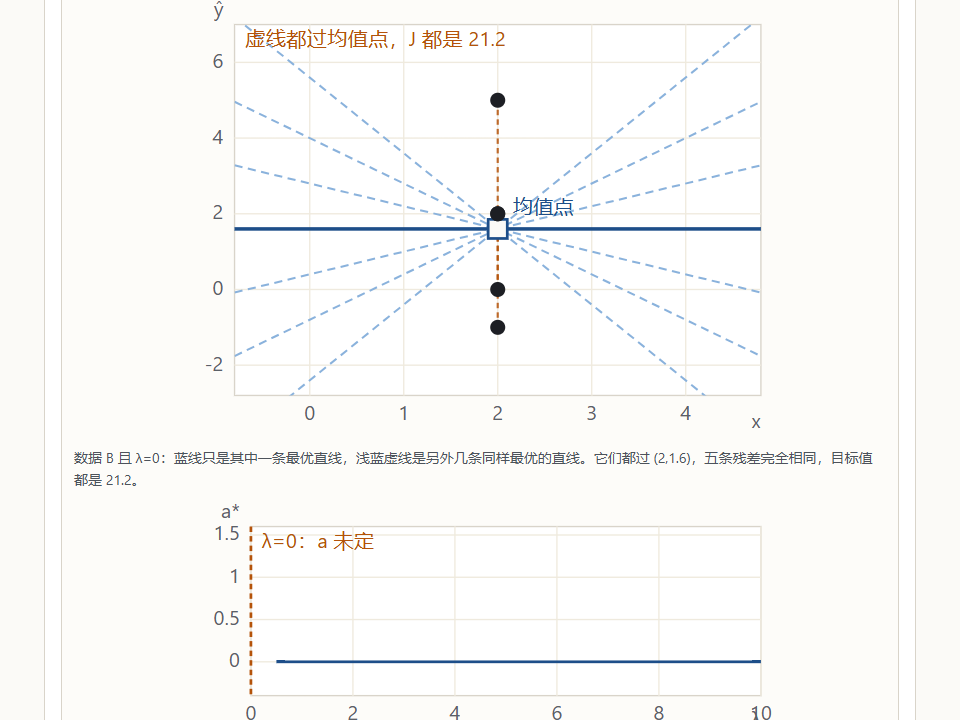 ŷ
虚线都过均值点，J 都是 21.2
6
4
均值点
2
0
-2
0 1 2 3 4
x
数据 B 且 λ=0：蓝线只是其中一条最优直线，浅蓝虚线是另外几条同样最优的直线。它们都过 (2,1.6)，五条残差完全相同，目标值
都是 21.2。
a*
1.5
λ=0：a 未定
1
0.5
0
0 2 4 6 8 10